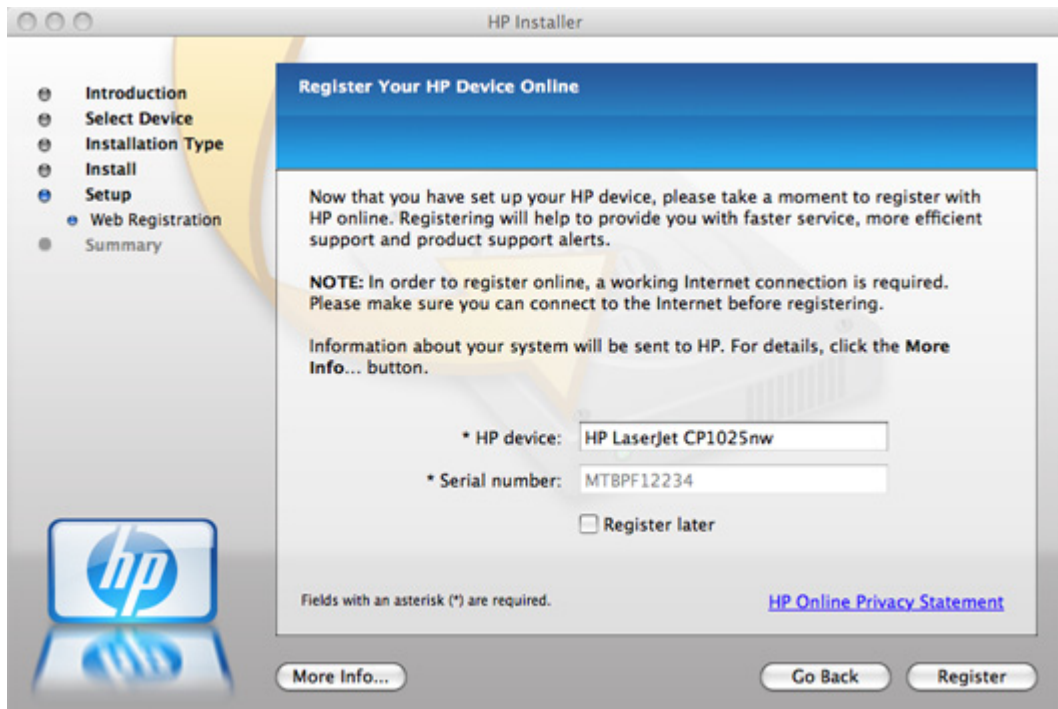 HP Installer
Introduction
Select Device
Installation Type
Install
Setup
Web Registration
Summary
Register Your HP Device Online
Now that you have set up your HP device, please take a moment to register with
HP online. Registering will help to provide you with faster service, more efficient
support and product support alerts.
NOTE: In order to register online, a working Internet connection is required.
Please make sure you can connect to the Internet before registering.
Information about your system will be sent to HP. For details, click the More
Info... button.
* HP device: HP LaserJet CP1025nw
* Serial number: MTBPF12234
Register later
Fields with an asterisk (*) are required.
HP Online Privacy Statement
hp
More Info...
Go Back
Register